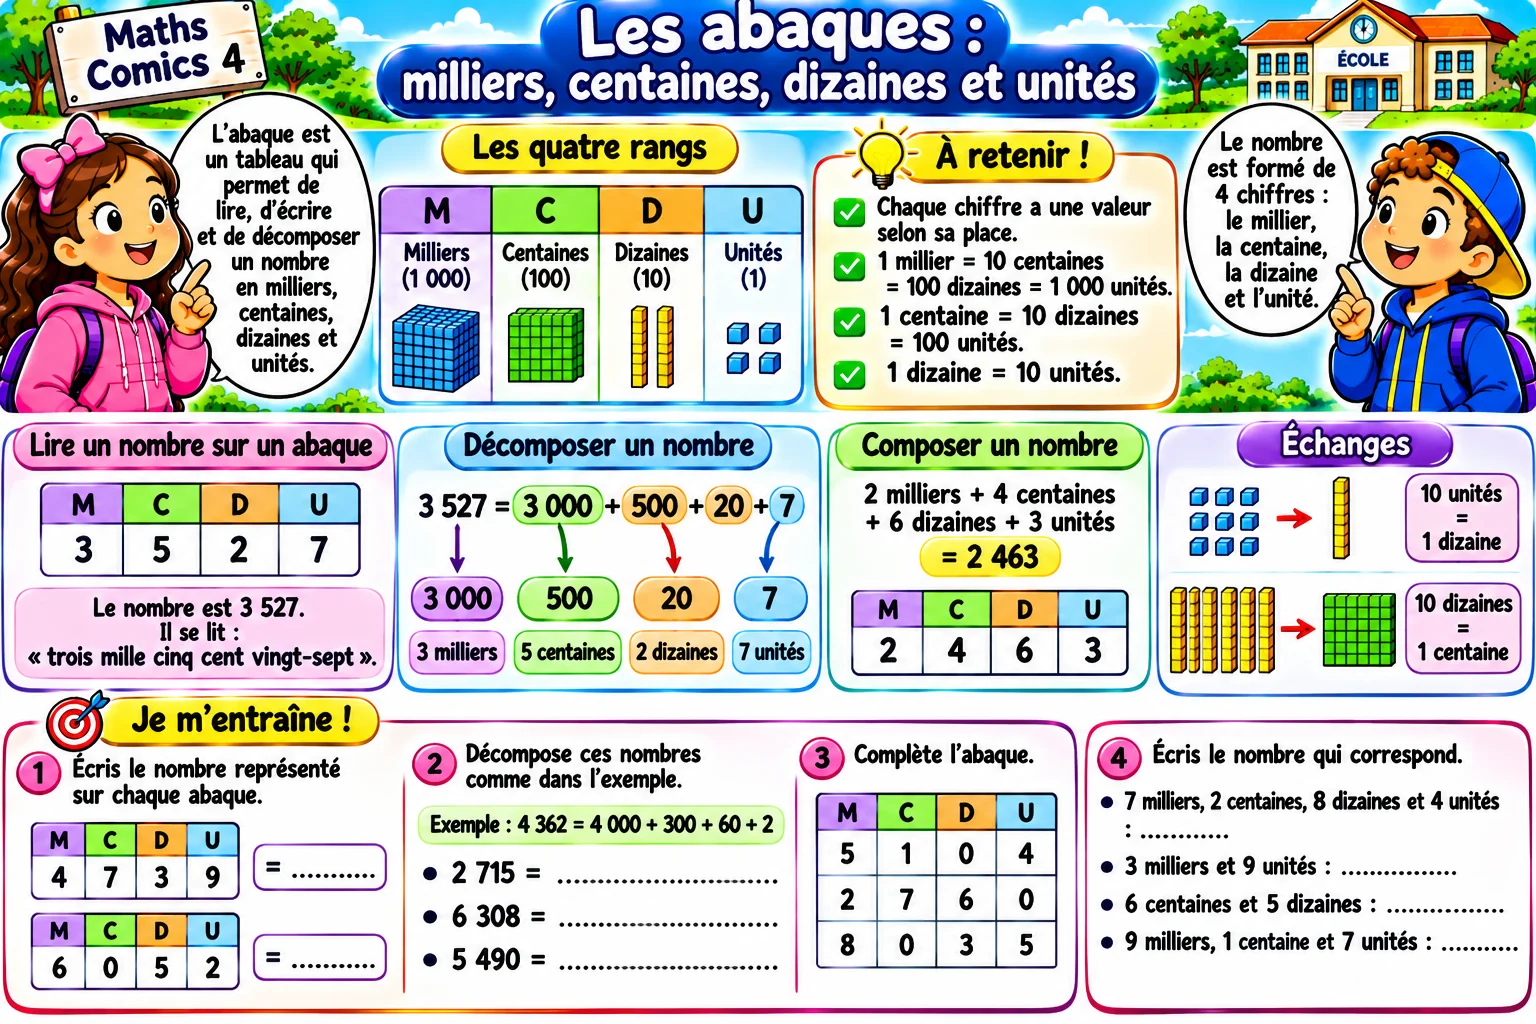 Maths
Comics 4
Les abaques :
milliers, centaines, dizaines et unités
ÉCOLE
L'abaque est
un tableau qui
permet de
lire, d'écrire
et de décomposer
un nombre
en milliers,
centaines,
dizaines et
unités.
Les quatre rangs
M C D U
Milliers Centaines Dizaines Unités
(1 000) (100) (10) (1)
À retenir !
Chaque chiffre a une valeur
selon sa place.
1 millier = 10 centaines
= 100 dizaines = 1 000 unités.
1 centaine = 10 dizaines
= 100 unités.
1 dizaine = 10 unités.
Le nombre
est formé de
4 chiffres :
le millier,
la centaine,
la dizaine
et l'unité.
Lire un nombre sur un abaque
M C D U
3 5 2 7
Le nombre est 3 527.
Il se lit :
« trois mille cinq cent vingt-sept ».
Décomposer un nombre
3 527 = 3 000 + 500 + 20 + 7
3 000 500 20 7
3 milliers 5 centaines 2 dizaines 7 unités
Composer un nombre
2 milliers + 4 centaines
+ 6 dizaines + 3 unités
= 2 463
M C D U
2 4 6 3
Échanges
10 unités
=
1 dizaine
10 dizaines
=
1 centaine
Je m'entraîne !
1 Écris le nombre représenté
sur chaque abaque.
M C D U
4 7 3 9
= ...........
M C D U
6 0 5 2
= ...........
2 Décompose ces nombres
comme dans l'exemple.
Exemple : 4 362 = 4 000 + 300 + 60 + 2
• 2 715 = ..............................
• 6 308 = ..............................
• 5 490 = ..............................
3 Complète l'abaque.
M C D U
5 1 0 4
2 7 6 0
8 0 3 5
4 Écris le nombre qui correspond.
• 7 milliers, 2 centaines, 8 dizaines et 4 unités
: ............
• 3 milliers et 9 unités : ................
• 6 centaines et 5 dizaines : ................
• 9 milliers, 1 centaine et 7 unités : ..........